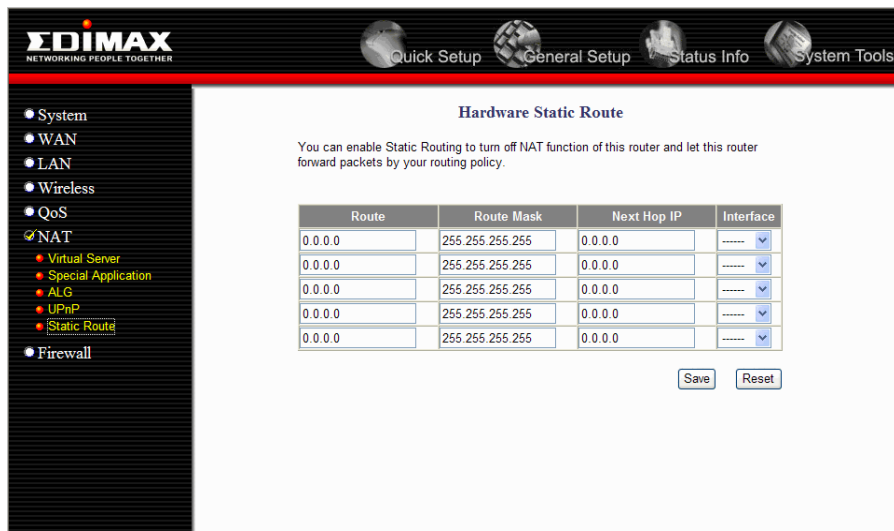 EDIMAX
NETWORKING PEOPLE TOGETHER
Quick Setup General Setup Status Info System Tools
System
WAN
LAN
Wireless
QoS
NAT
Virtual Server
Special Application
ALG
UPnP
Static Route
Firewall
Hardware Static Route
You can enable Static Routing to turn off NAT function of this router and let this router
forward packets by your routing policy.
Route Route Mask Next Hop IP Interface
0.0.0.0 255.255.255.255 0.0.0.0 ------
0.0.0.0 255.255.255.255 0.0.0.0 ------
0.0.0.0 255.255.255.255 0.0.0.0 ------
0.0.0.0 255.255.255.255 0.0.0.0 ------
0.0.0.0 255.255.255.255 0.0.0.0 ------
Save Reset